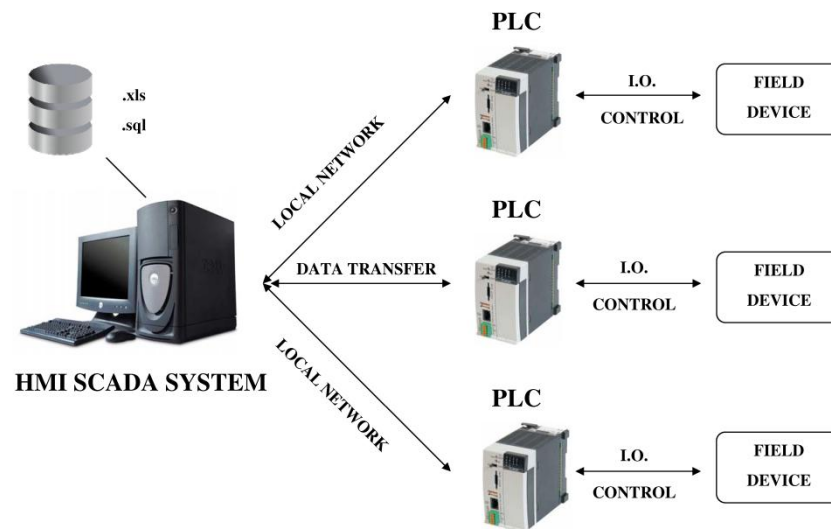 PLC
I.O.
CONTROL
FIELD
DEVICE
.xls
.sql
LOCAL NETWORK
PLC
DATA TRANSFER
I.O.
CONTROL
FIELD
DEVICE
HMI SCADA SYSTEM
LOCAL NETWORK
PLC
I.O.
CONTROL
FIELD
DEVICE